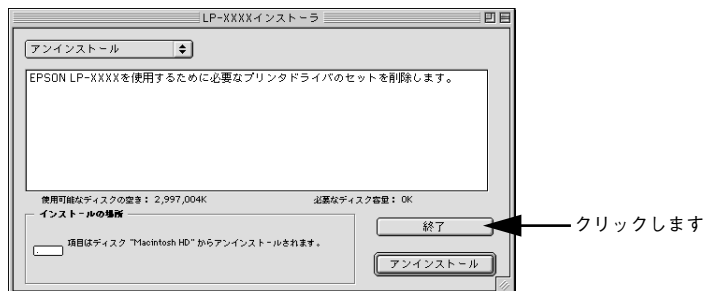 LP-XXXXインストーラ
アンインストール
EPSON LP-XXXXを使用するために必要なプリンタドライバのセットを削除します。
使用可能なディスクの空き： 2,997,004K
必要なディスク容量： OK
インストールの場所
項目はディスク "Macintosh HD" からアンインストールされます。
終了
クリックします
アンインストール